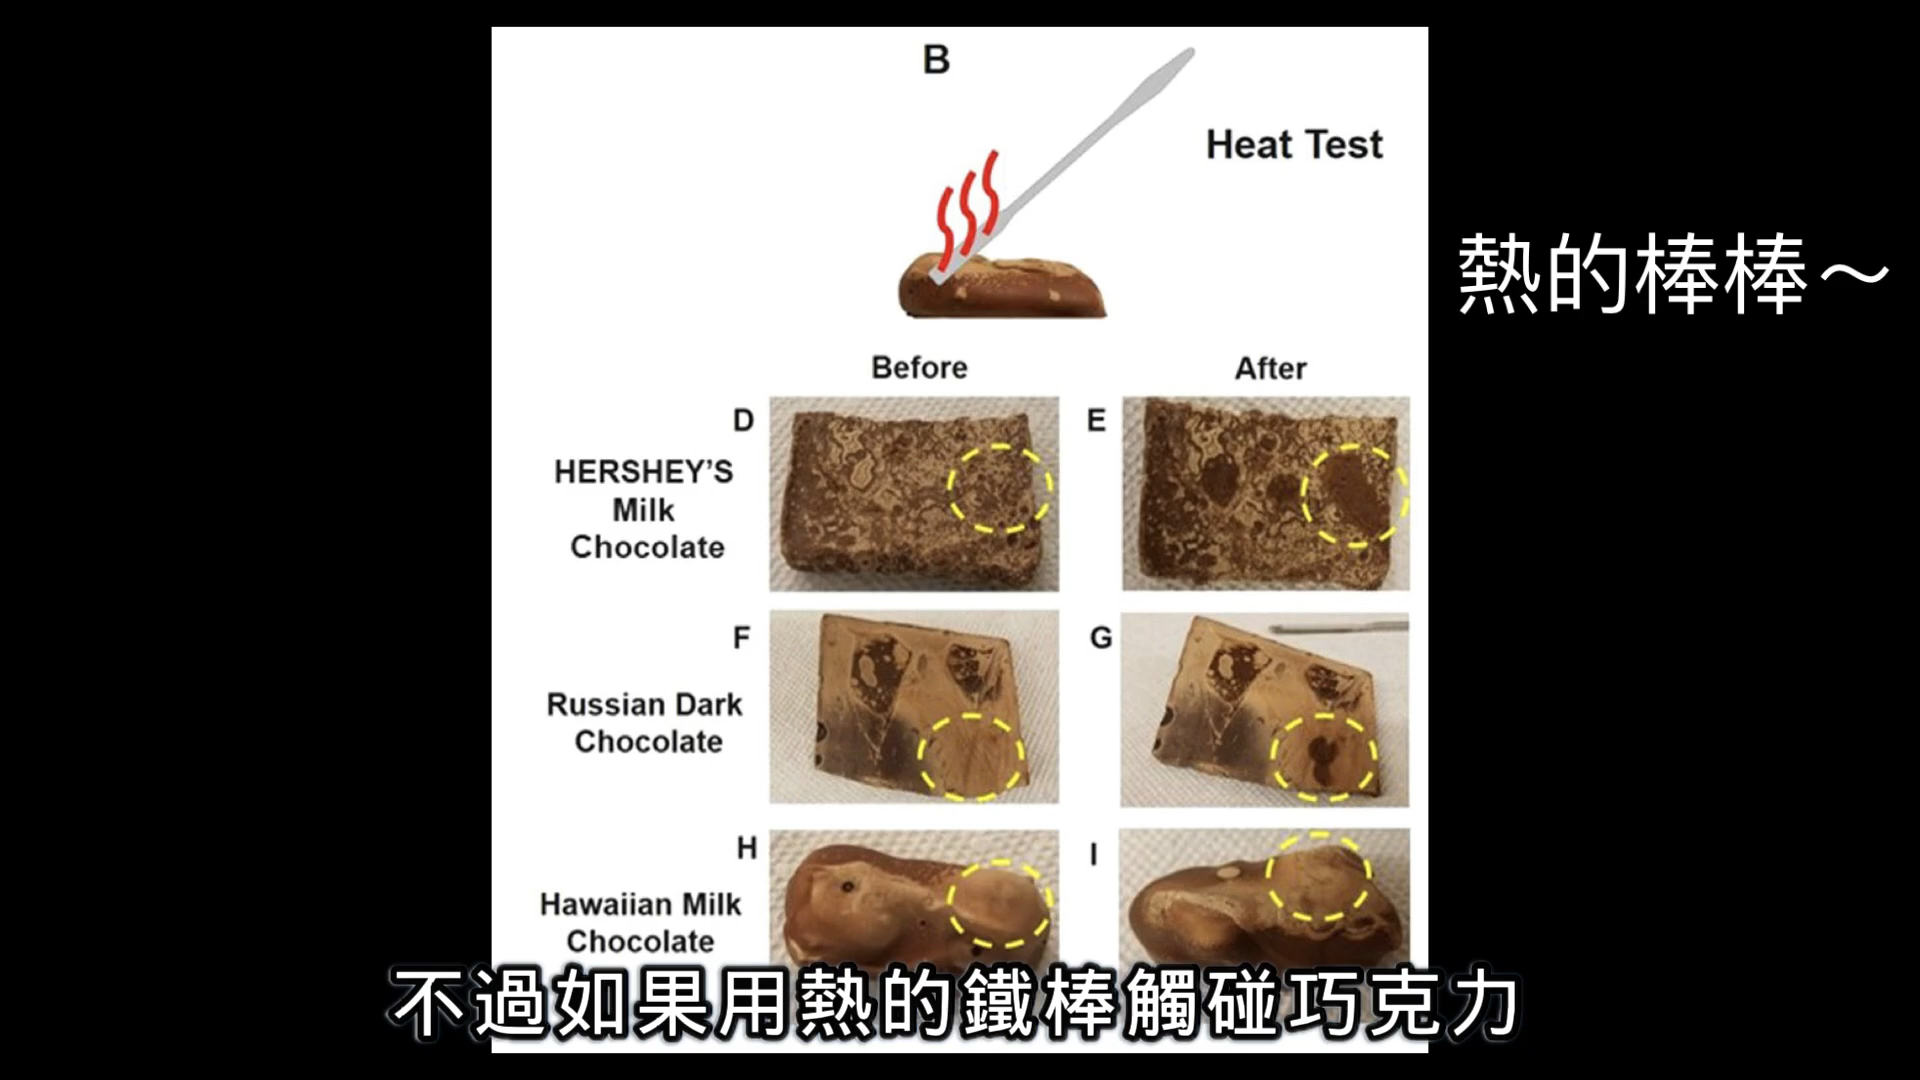 B
Heat Test
熱的棒棒～
Before
After
D
E
HERSHEY'S
Milk
Chocolate
F
G
Russian Dark
Chocolate
H
I
Hawaiian Milk
Chocolate
不過如果用熱的鐵棒觸碰巧克力